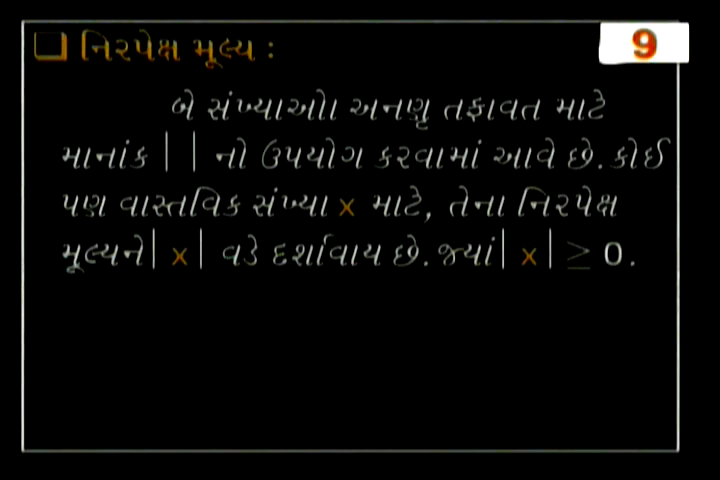 ❑ નિરપેક્ષ મૂલ્ય :
9
બે સંખ્યાઓા અનણૃ તફાવત માટે
માનાંક | | નો ઉપયોગ કરવામાં આવે છે. કોઈ
પણ વાસ્તવિક સંખ્યા x માટે, તેના નિરપેક્ષ
મૂલ્યને| x | વડે દર્શાવાય છે. જ્યાં| x | ≥ 0.